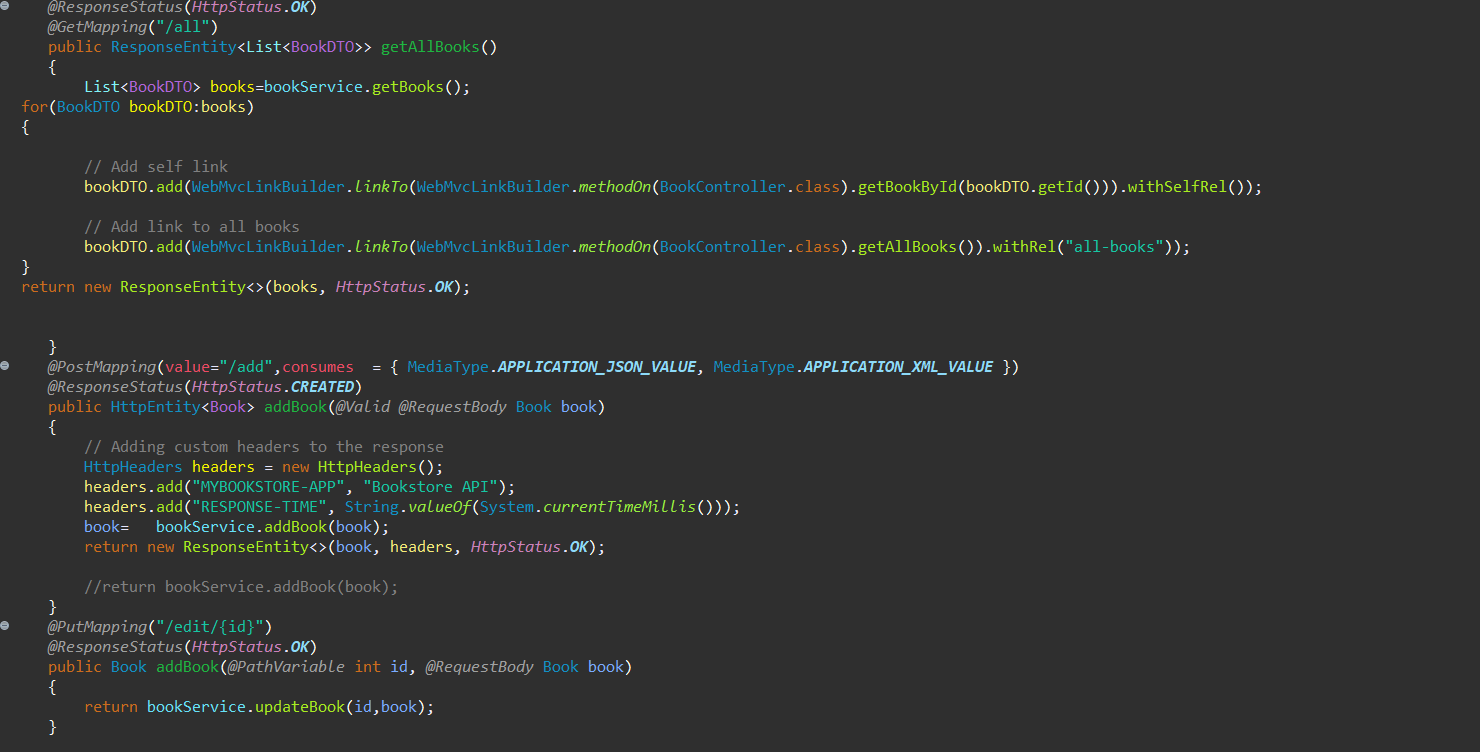 @ResponseStatus(HttpStatus.OK)
@GetMapping("/all")
public ResponseEntity<List<BookDTO>> getAllBooks()
{
List<BookDTO> books=bookService.getBooks();
for(BookDTO bookDTO:books)
{
// Add self link
bookDTO.add(WebMvcLinkBuilder.linkTo(WebMvcLinkBuilder.methodOn(BookController.class).getBookById(bookDTO.getId())).withSelfRel());
// Add link to all books
bookDTO.add(WebMvcLinkBuilder.linkTo(WebMvcLinkBuilder.methodOn(BookController.class).getAllBooks()).withRel("all-books"));
}
return new ResponseEntity<>(books, HttpStatus.OK);
}
@PostMapping(value="/add",consumes  = { MediaType.APPLICATION_JSON_VALUE, MediaType.APPLICATION_XML_VALUE })
@ResponseStatus(HttpStatus.CREATED)
public HttpEntity<Book> addBook(@Valid @RequestBody Book book)
{
// Adding custom headers to the response
HttpHeaders headers = new HttpHeaders();
headers.add("MYBOOKSTORE-APP", "Bookstore API");
headers.add("RESPONSE-TIME", String.valueOf(System.currentTimeMillis()));
book=   bookService.addBook(book);
return new ResponseEntity<>(book, headers, HttpStatus.OK);
//return bookService.addBook(book);
}
@PutMapping("/edit/{id}")
@ResponseStatus(HttpStatus.OK)
public Book addBook(@PathVariable int id, @RequestBody Book book)
{
return bookService.updateBook(id,book);
}